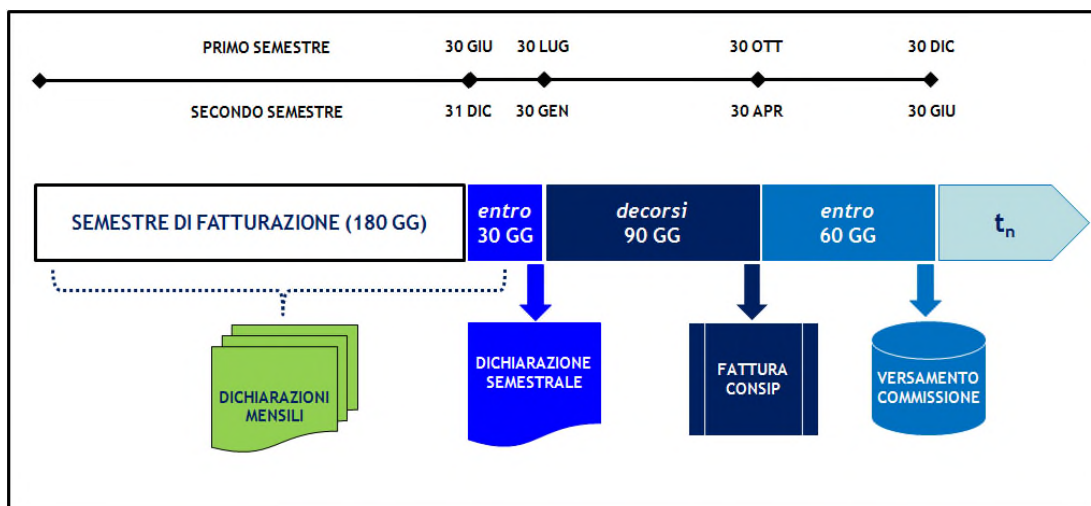 PRIMO SEMESTRE 30 GIU 30 LUG 30 OTT 30 DIC
SECONDO SEMESTRE 31 DIC 30 GEN 30 APR 30 GIU
SEMESTRE DI FATTURAZIONE (180 GG)
entro
30 GG
decorsi
90 GG
entro
60 GG
tn
DICHIARAZIONI
MENSILI
DICHIARAZIONE
SEMESTRALE
FATTURA
CONSIP
VERSAMENTO
COMMISSIONE